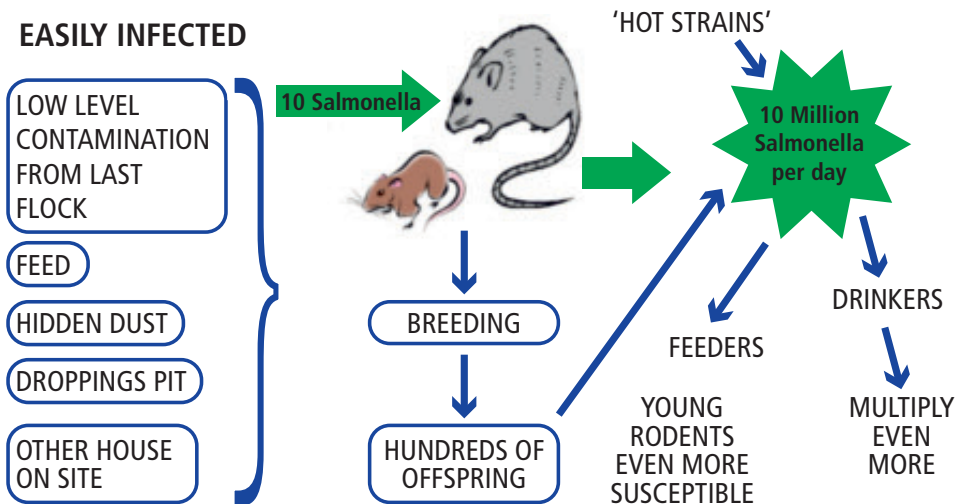 EASILY INFECTED
LOW LEVEL
CONTAMINATION
FROM LAST
FLOCK
FEED
HIDDEN DUST
DROPPINGS PIT
OTHER HOUSE
ON SITE
10 Salmonella
BREEDING
HUNDREDS OF
OFFSPRING
'HOT STRAINS'
10 Million
Salmonella
per day
FEEDERS
YOUNG
RODENTS
EVEN MORE
SUSCEPTIBLE
DRINKERS
MULTIPLY
EVEN
MORE